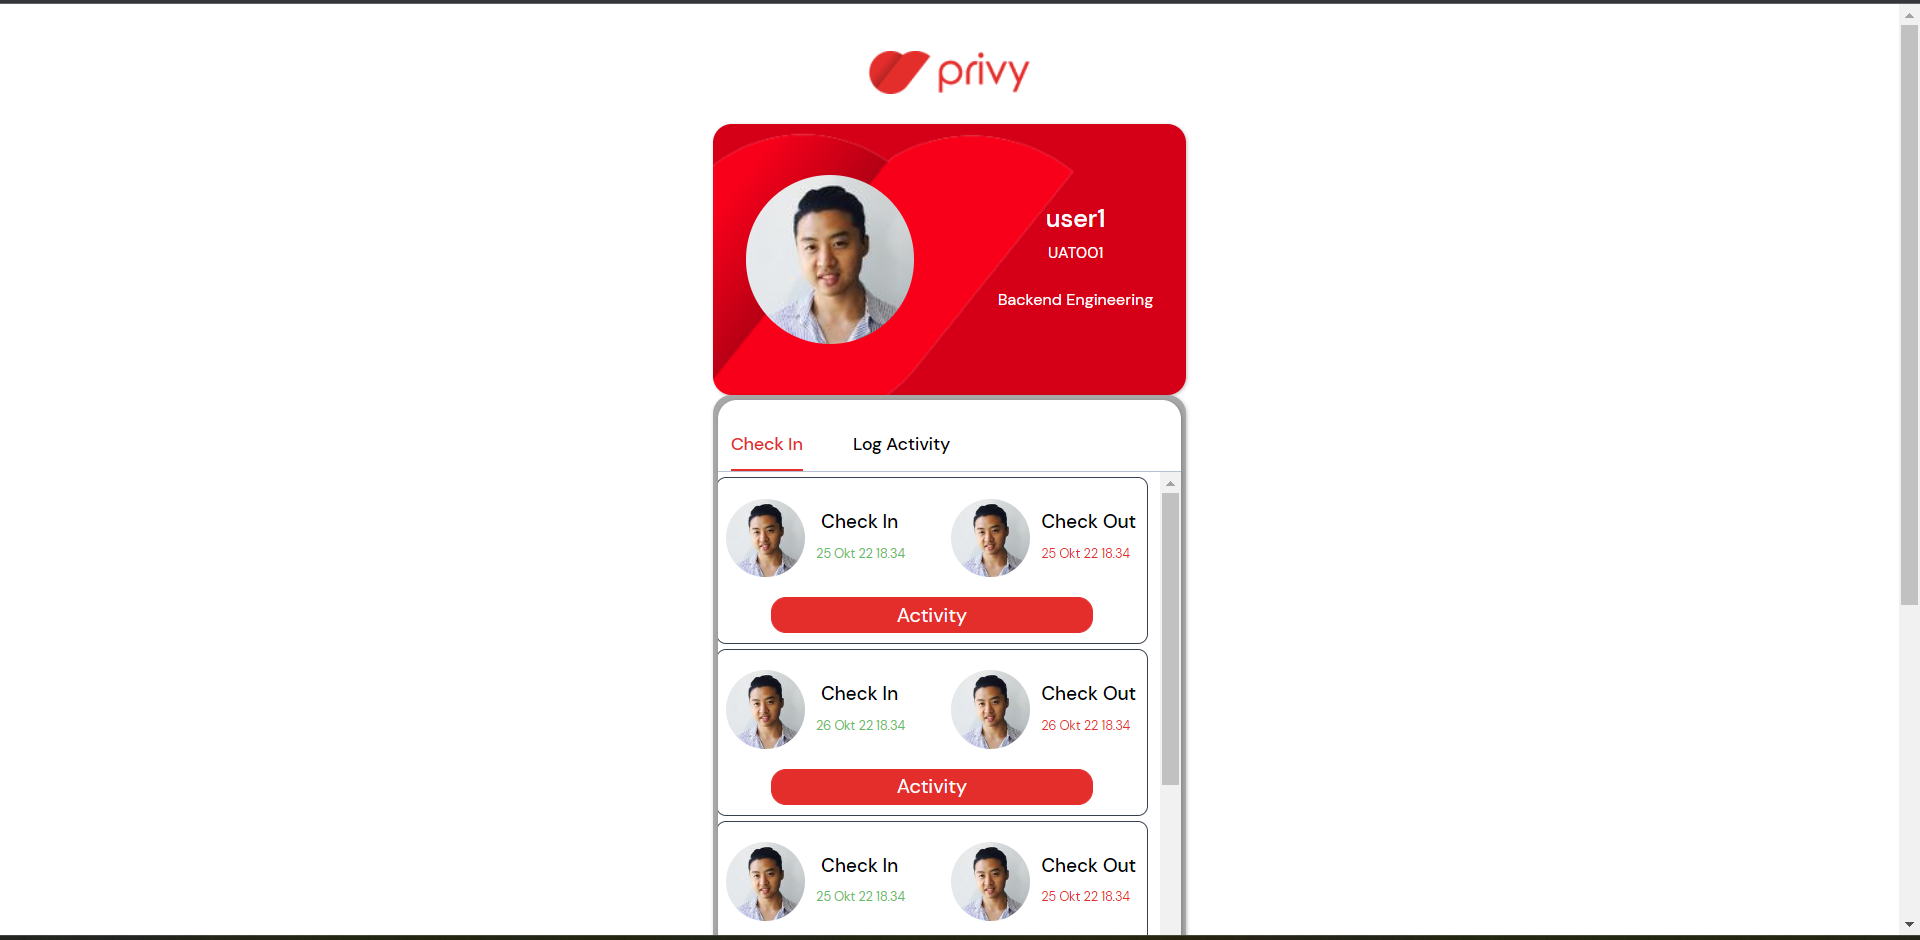 privy
user1
UAT001
Backend Engineering
Check In Log Activity
Check In Check Out
25 Okt 22 18.34 25 Okt 22 18.34
Activity
Check In Check Out
26 Okt 22 18.34 26 Okt 22 18.34
Activity
Check In Check Out
25 Okt 22 18.34 25 Okt 22 18.34